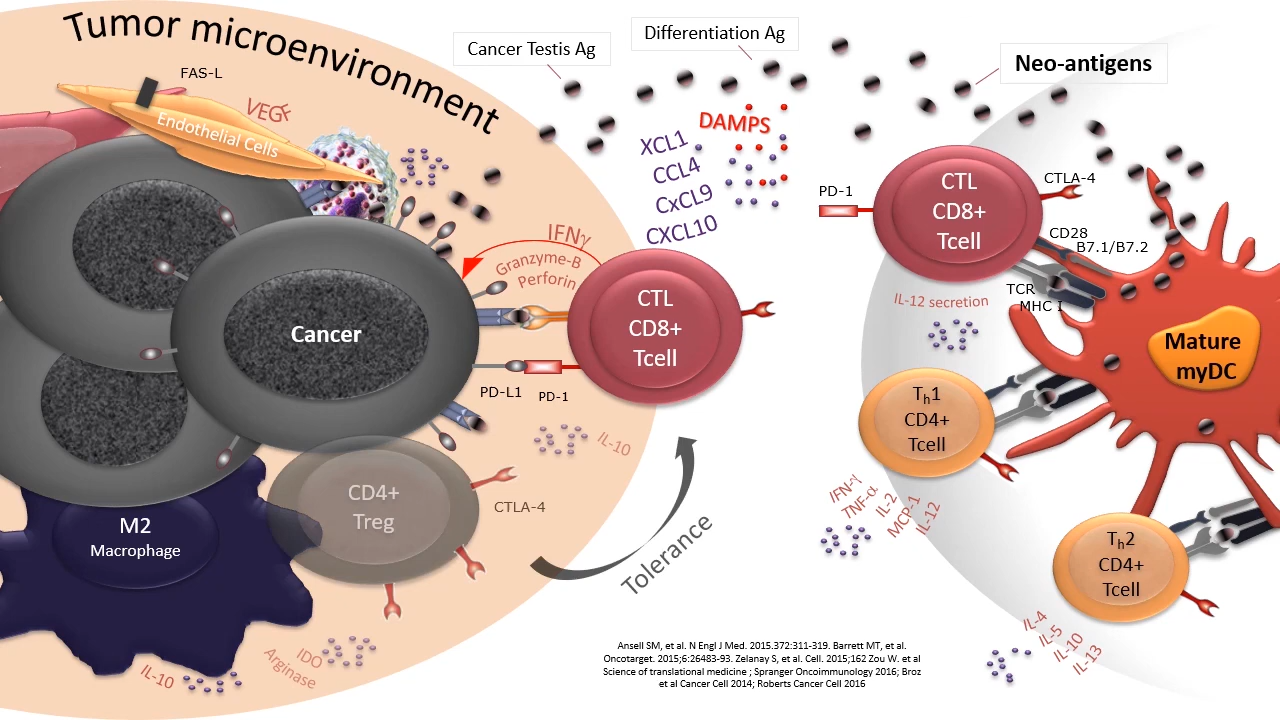 Tumor microenvironment
FAS-L
VEGF
Endothelial Cells
Cancer Testis Ag
Differentiation Ag
Neo-antigens
DAMPS
XCL1
CCL4
CxCL9
CXCL10
IFNγ
Granzyme-B
Perforin
CTL
CD8+
Tcell
Cancer
PD-L1
PD-1
IL-10
CD4+
Treg
CTLA-4
M2
Macrophage
IL-10
IDO
Arginase
Tolerance
PD-1
CTL
CD8+
Tcell
CTLA-4
CD28
B7.1/B7.2
TCR
MHC I
IL-12 secretion
Mature
myDC
Th1
CD4+
Tcell
IFN-γ
TNF-α
IL-2
MCP-1
IL-12
Th2
CD4+
Tcell
IL-4
IL-5
IL-10
IL-13
Ansell SM, et al. N Engl J Med. 2015.372:311-319. Barrett MT, et al.
Oncotarget. 2015;6:26483-93. Zelanay S, et al. Cell. 2015;162 Zou W. et al
Science of translational medicine ; Spranger Oncoimmunology 2016; Broz
et al Cancer Cell 2014; Roberts Cancer Cell 2016